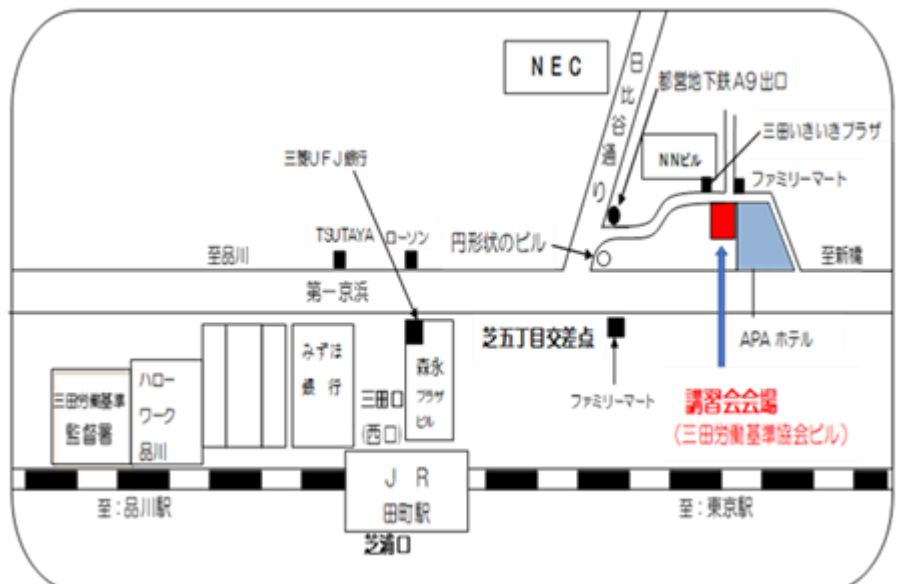 NEC
日比谷通り
都営地下鉄A9出口
三田いきいきプラザ
NNビル
ファミリーマート
三菱UFJ銀行
TSUTAYA ローソン
円形状のビル
至品川
至新橋
第一京浜
芝五丁目交差点
APAホテル
みずほ
銀行
森永
プラザ
ビル
三田口
(西口)
ファミリーマート
講習会会場
(三田労働基準協会ビル)
三田労働基準
監督署
ハロー
ワーク
品川
JR
田町駅
至:品川駅
至:東京駅
芝浦口